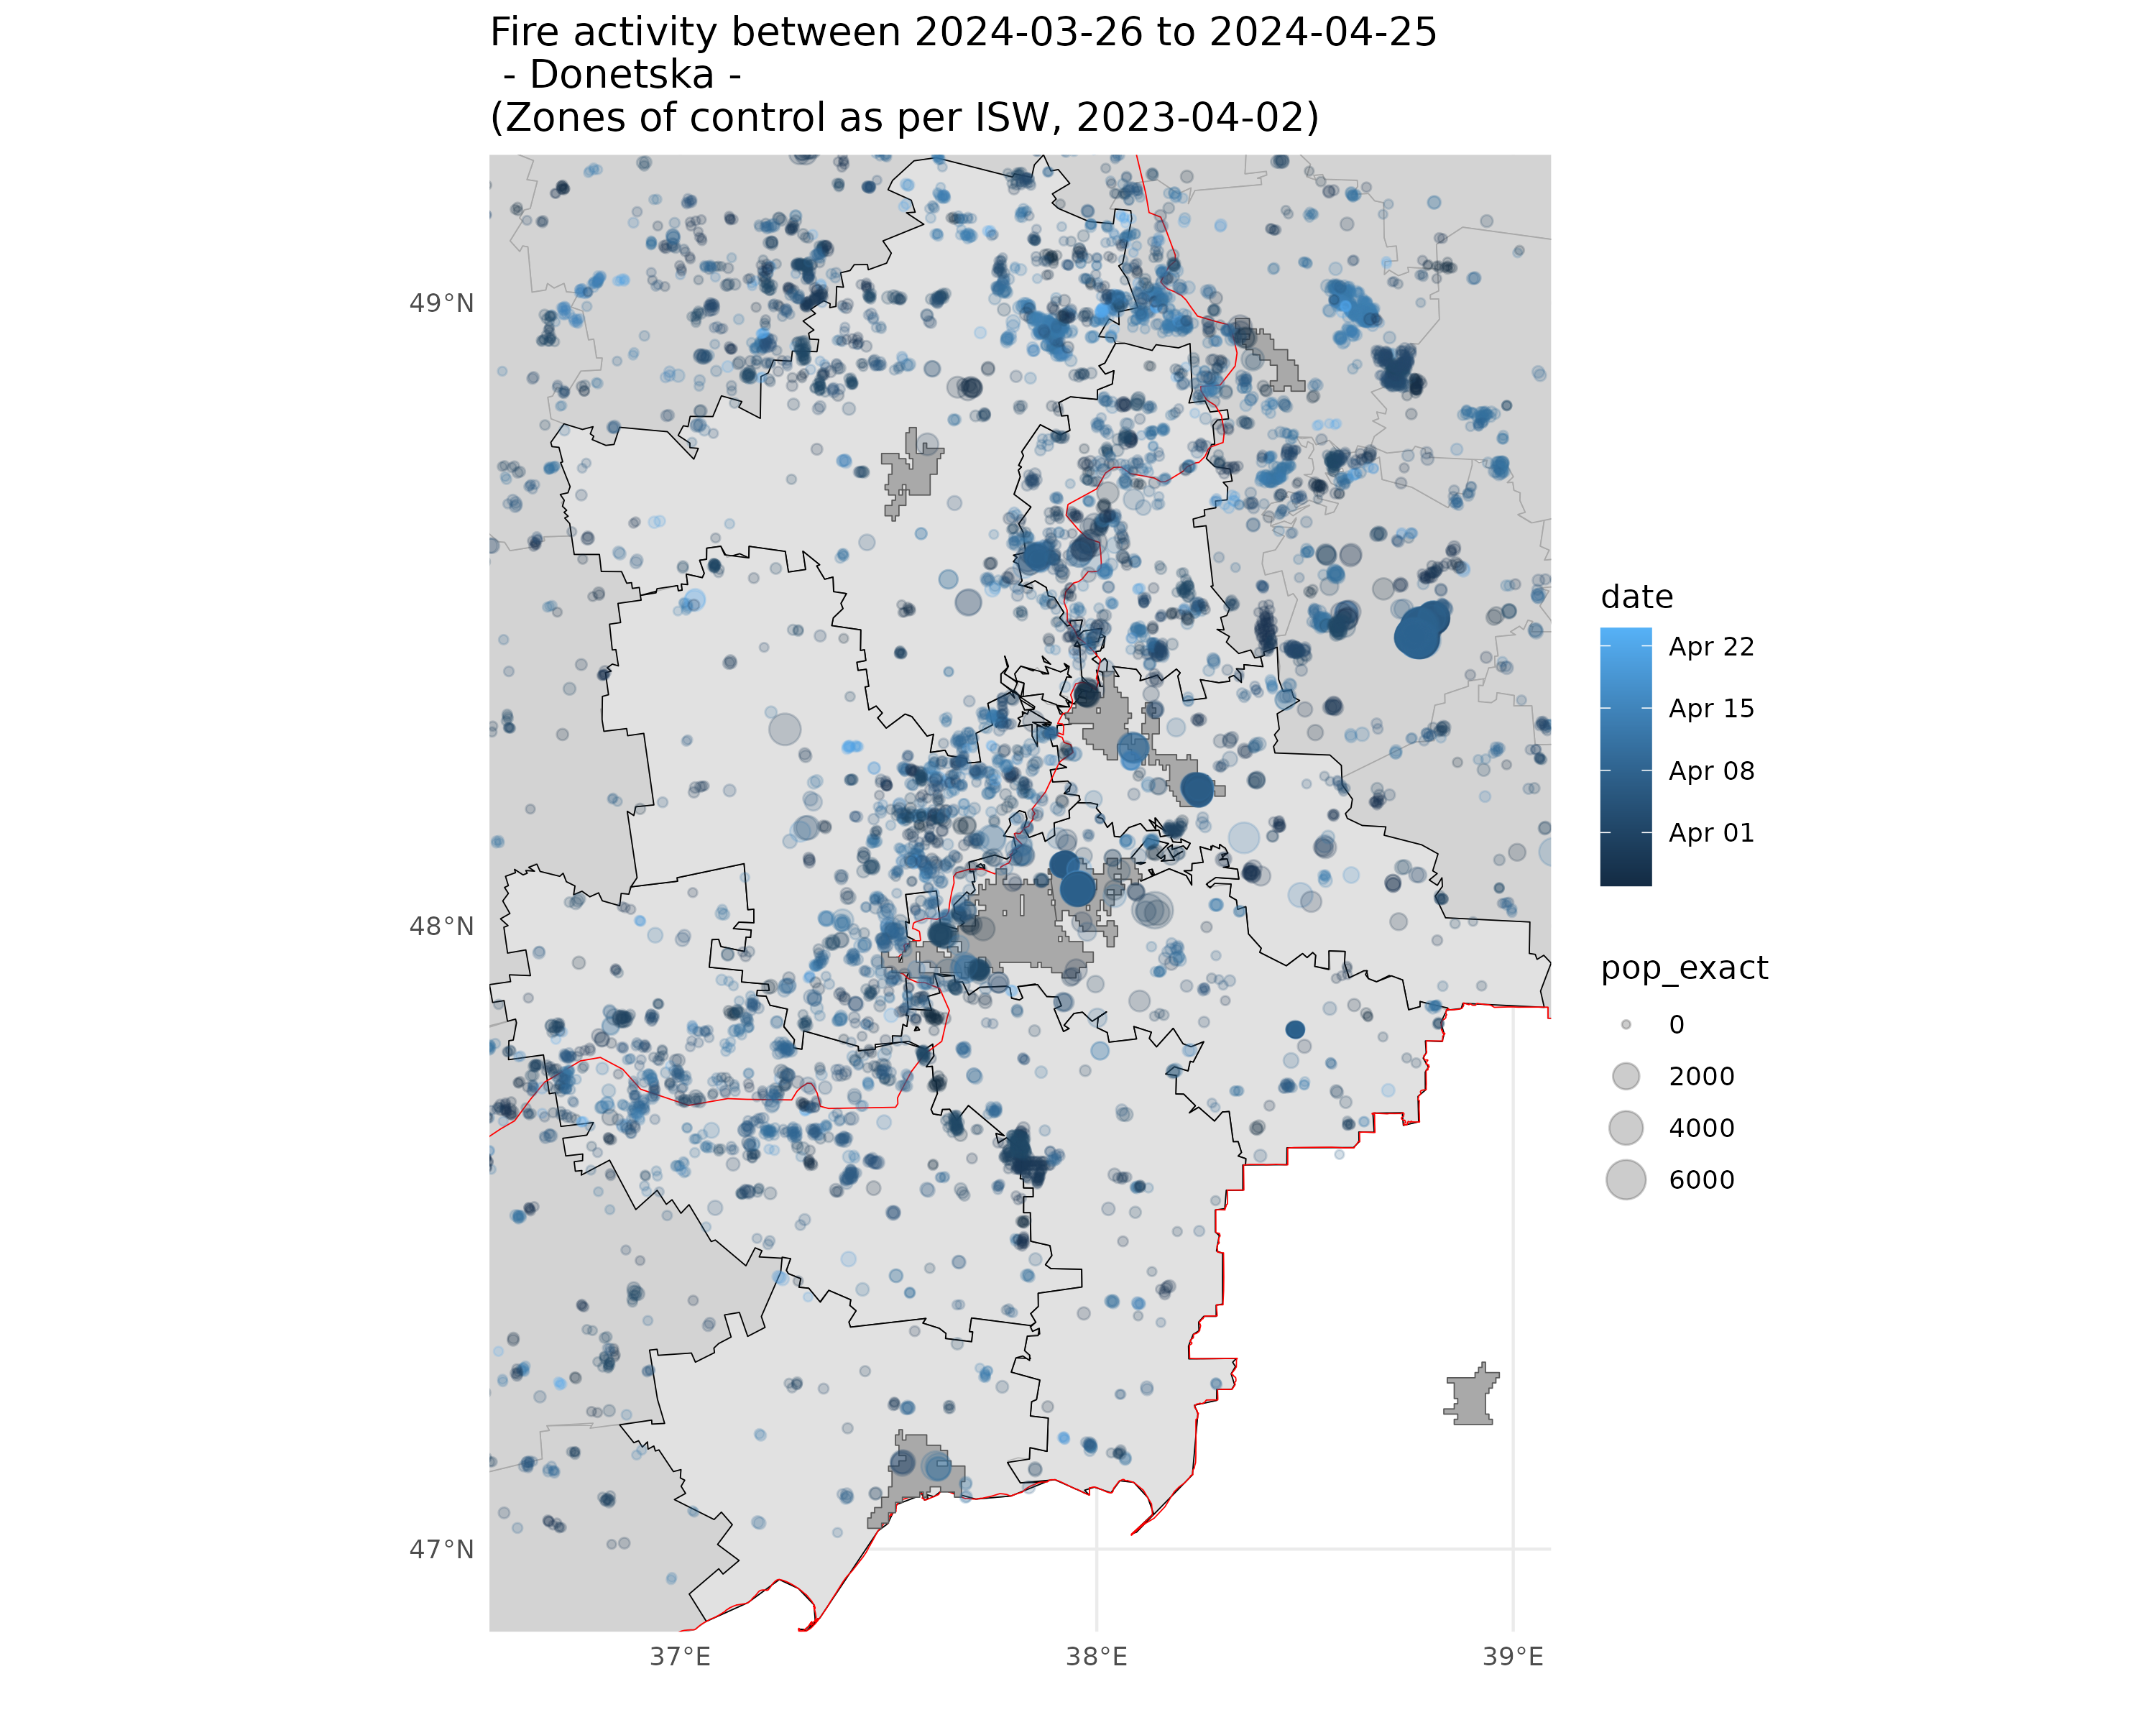 Fire activity between 2024-03-26 to 2024-04-25
- Donetska -
(Zones of control as per ISW, 2023-04-02)
49°N
48°N
47°N
37°E
38°E
39°E
date
Apr 22
Apr 15
Apr 08
Apr 01
pop_exact
0
2000
4000
6000